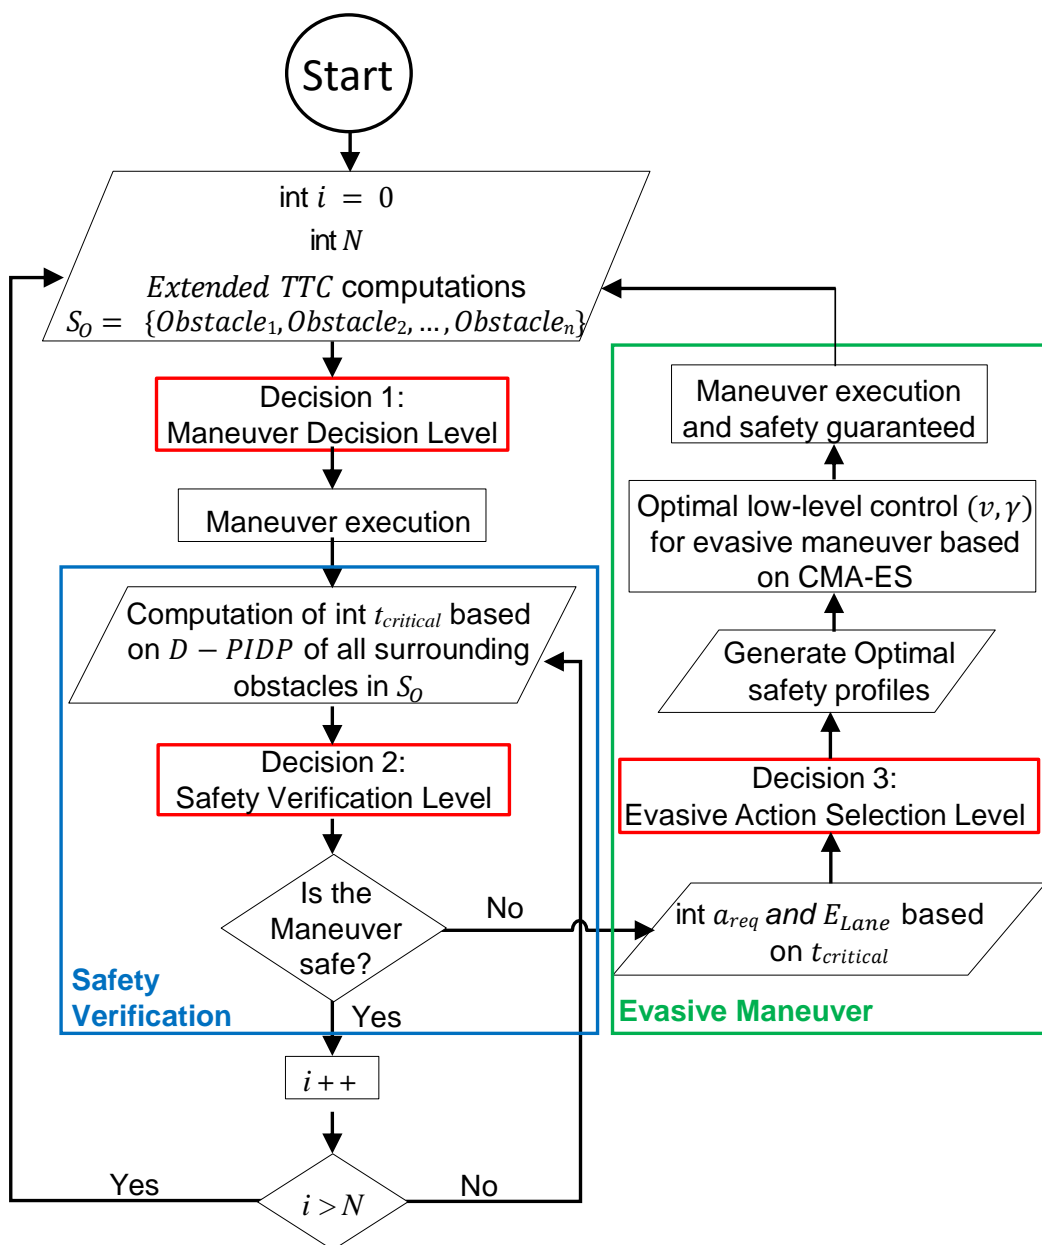 Start
int i = 0
int N
Extended TTC computations
S_O = {Obstacle₁, Obstacle₂, …, Obstacleₙ}
Decision 1:
Maneuver Decision Level
Maneuver execution
Computation of int t_critical based
on D − PIDP of all surrounding
obstacles in S_O
Decision 2:
Safety Verification Level
Is the
Maneuver
safe?
No
Safety
Verification
Yes
i++
i > N
Yes
No
Maneuver execution
and safety guaranteed
Optimal low-level control (v, γ)
for evasive maneuver based
on CMA-ES
Generate Optimal
safety profiles
Decision 3:
Evasive Action Selection Level
int a_req and E_Lane based
on t_critical
Evasive Maneuver